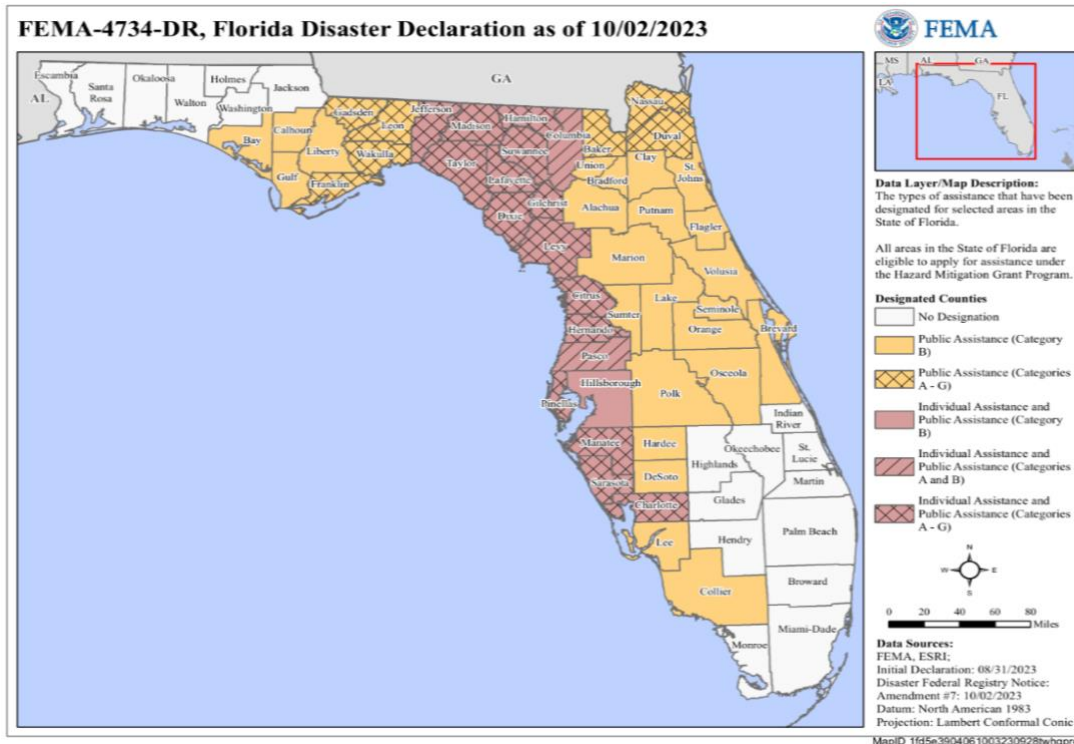 FEMA-4734-DR, Florida Disaster Declaration as of 10/02/2023
FEMA
Escambia
Santa
Rosa
Okaloosa
Walton
Holmes
Washington
Jackson
AL
GA
Bay
Calhoun
Gulf
Liberty
Gadsden
Leon
Wakulla
Franklin
Jefferson
Madison
Taylor
Hamilton
Suwannee
Lafayette
Columbia
Dixie
Gilchrist
Levy
Nassau
Duval
Baker
Union
Bradford
Clay
St.
Johns
Alachua
Putnam
Flagler
Marion
Volusia
Citrus
Sumter
Lake
Seminole
Orange
Brevard
Hernando
Pasco
Hillsborough
Pinellas
Polk
Osceola
Indian
River
Manatee
Hardee
Okeechobee
St.
Lucie
Highlands
DeSoto
Sarasota
Martin
Charlotte
Glades
Lee
Hendry
Palm Beach
Collier
Broward
Monroe
Miami-Dade
MS
AL
GA
LA
FL
Data Layer/Map Description:
The types of assistance that have been
designated for selected areas in the
State of Florida.
All areas in the State of Florida are
eligible to apply for assistance under
the Hazard Mitigation Grant Program.
Designated Counties
No Designation
Public Assistance (Category
B)
Public Assistance (Categories
A - G)
Individual Assistance and
Public Assistance (Category
B)
Individual Assistance and
Public Assistance (Categories
A and B)
Individual Assistance and
Public Assistance (Categories
A - G)
N
W
E
S
0 20 40 60 80
Miles
Data Sources:
FEMA, ESRI;
Initial Declaration: 08/31/2023
Disaster Federal Registry Notice:
Amendment #7: 10/02/2023
Datum: North American 1983
Projection: Lambert Conformal Conic